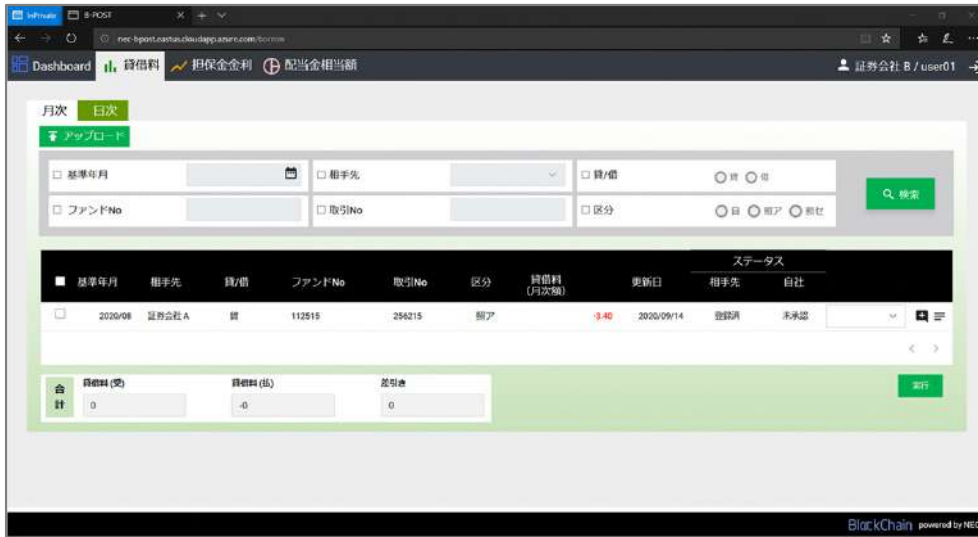 InPrivate B-POST
nec-bpost.eastus.cloudapp.azure.com/borrow
Dashboard 貸借料 担保金金利 配当金相当額 証券会社 B / user01
月次 日次
アップロード
基準年月 相手先 貸/借 貸 借
検索
ファンドNo 取引No 区分 日 照ア 照セ
ステータス
基準年月 相手先 貸/借 ファンドNo 取引No 区分 貸借料 更新日 相手先 自社
(月次額)
2020/08 証券会社 A 貸 112515 256215 照ア -3.40 2020/09/14 登録済 未承認
合計 貸借料 (受) 貸借料 (払) 差引き
0 -0 0
実行
BlockChain powered by NEC